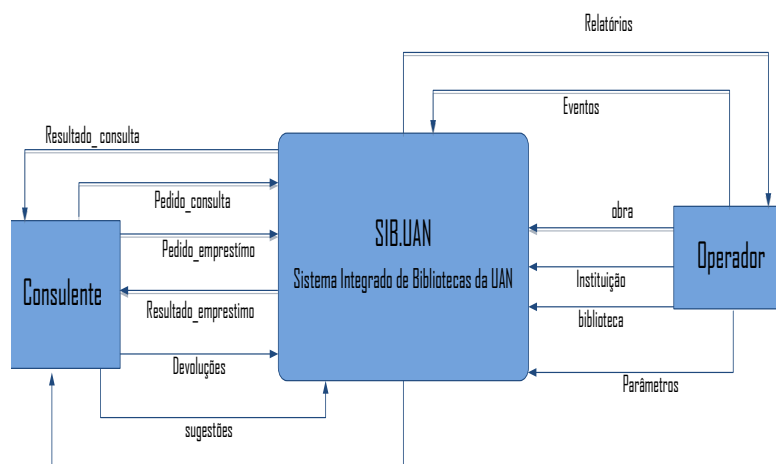 Relatórios
Eventos
Resultado_consulta
Pedido_consulta
obra
SIB.UAN
Operador
Pedido_emprestímo
Sistema Integrado de Bibliotecas da UAN
Instituição
Consulente
Resultado_emprestimo
biblioteca
Devoluções
Parâmetros
sugestões